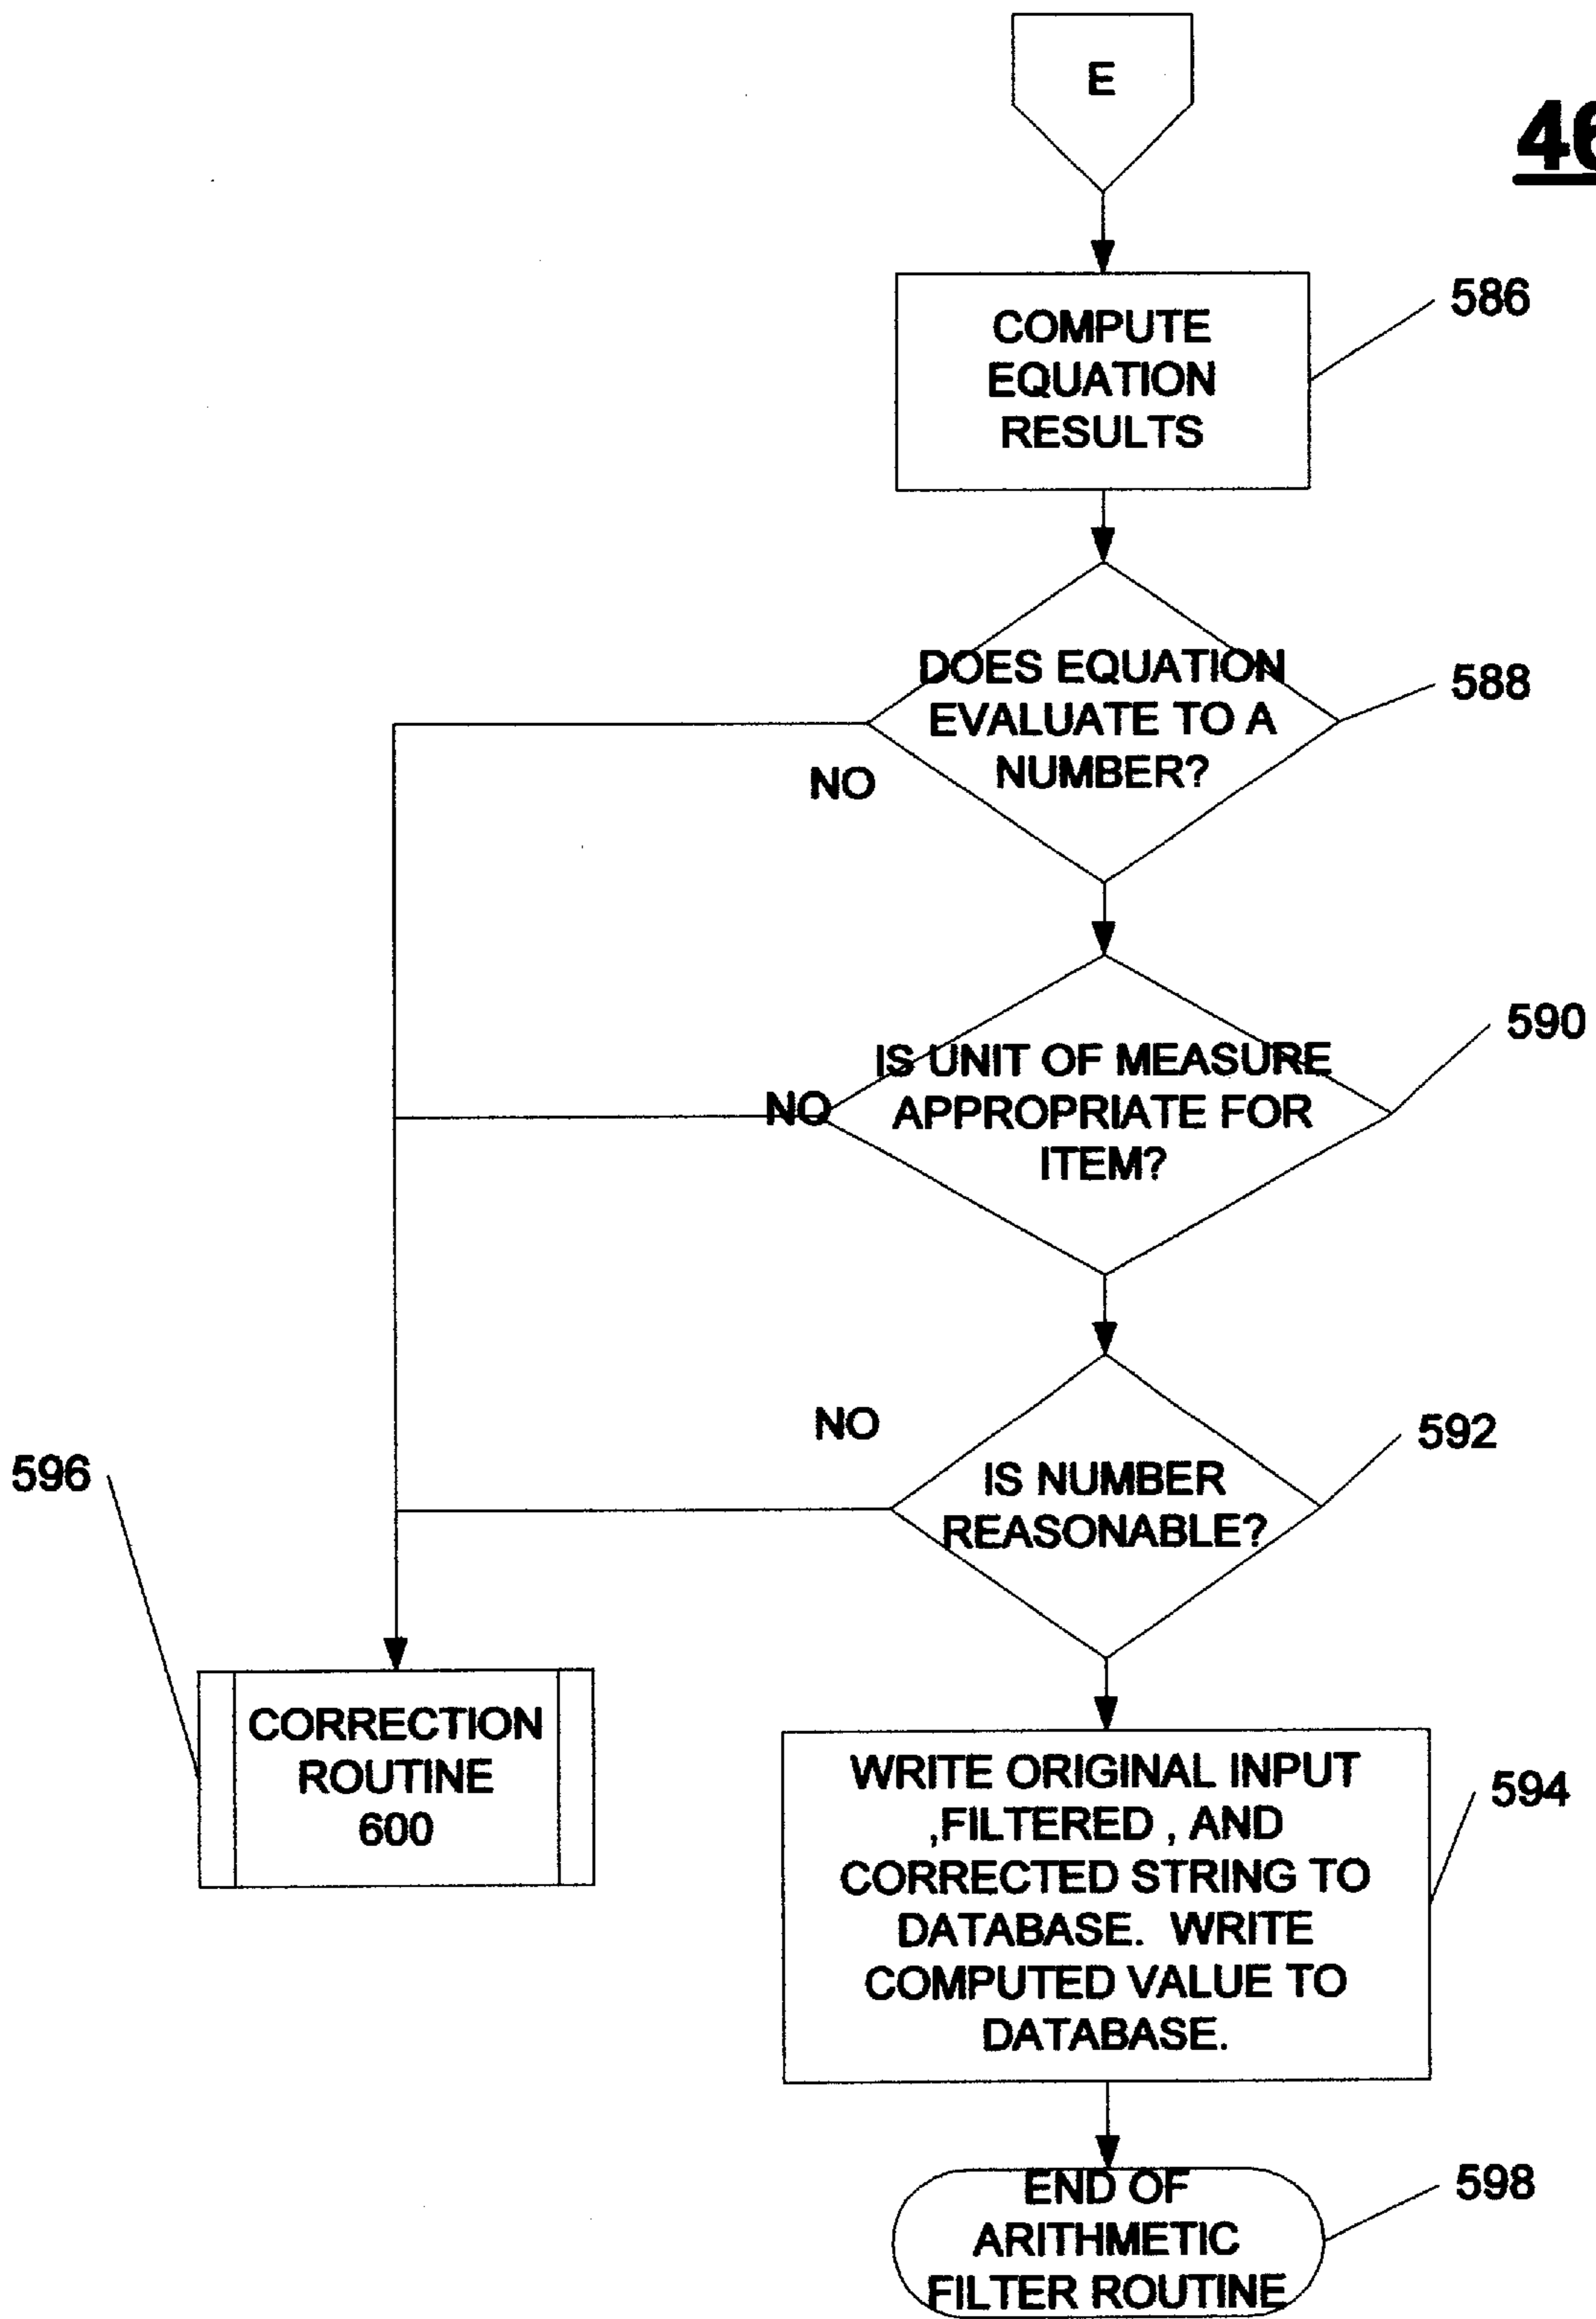 E
46
COMPUTE
EQUATION
RESULTS
586
DOES EQUATION
EVALUATE TO A
NUMBER?
588
NO
IS UNIT OF MEASURE
APPROPRIATE FOR
ITEM?
590
NO
NO
IS NUMBER
REASONABLE?
592
596
CORRECTION
ROUTINE
600
WRITE ORIGINAL INPUT
,FILTERED , AND
CORRECTED STRING TO
DATABASE. WRITE
COMPUTED VALUE TO
DATABASE.
594
END OF
ARITHMETIC
FILTER ROUTINE
598